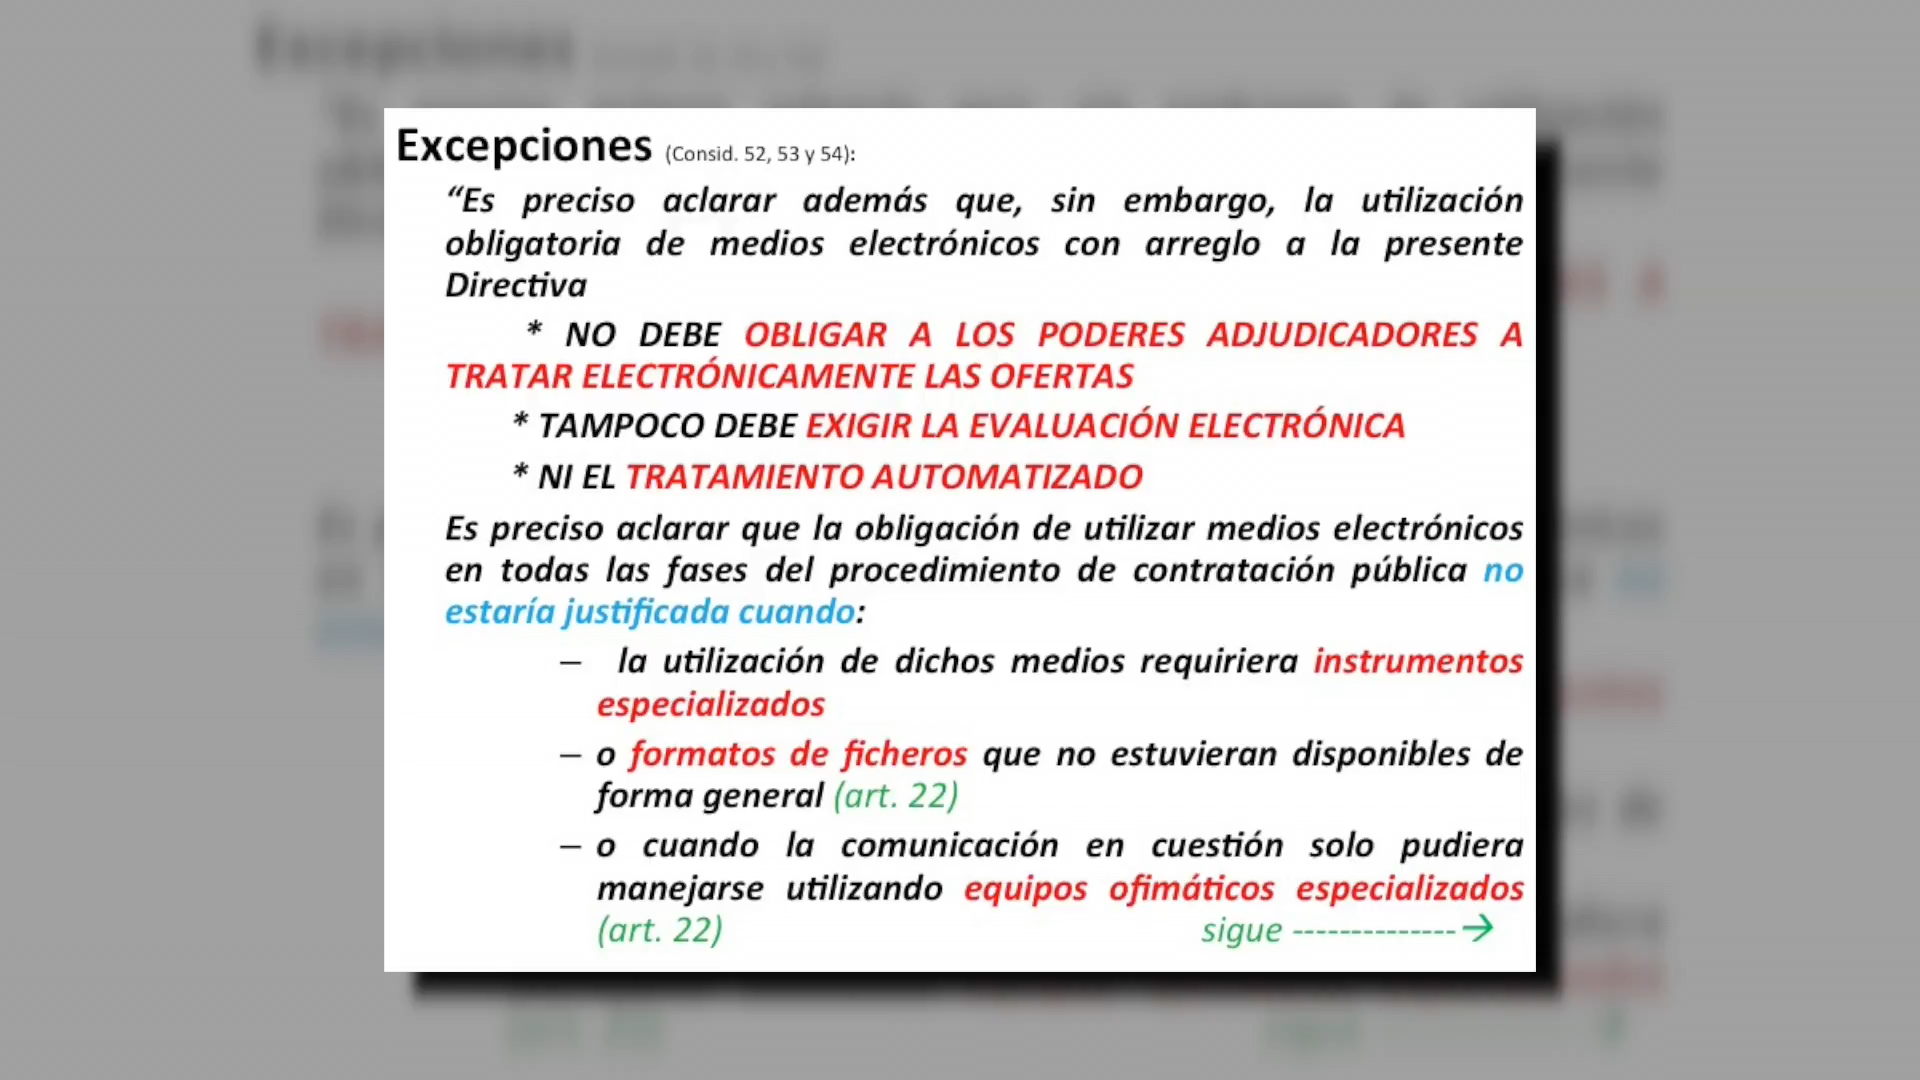 Excepciones (Consid. 52, 53 y 54):
“Es preciso aclarar además que, sin embargo, la utilización
obligatoria de medios electrónicos con arreglo a la presente
Directiva
* NO DEBE OBLIGAR A LOS PODERES ADJUDICADORES A
TRATAR ELECTRÓNICAMENTE LAS OFERTAS
* TAMPOCO DEBE EXIGIR LA EVALUACIÓN ELECTRÓNICA
* NI EL TRATAMIENTO AUTOMATIZADO
Es preciso aclarar que la obligación de utilizar medios electrónicos
en todas las fases del procedimiento de contratación pública no
estaría justificada cuando:
– la utilización de dichos medios requiriera instrumentos
especializados
– o formatos de ficheros que no estuvieran disponibles de
forma general (art. 22)
– o cuando la comunicación en cuestión solo pudiera
manejarse utilizando equipos ofimáticos especializados
(art. 22) sigue --------------→